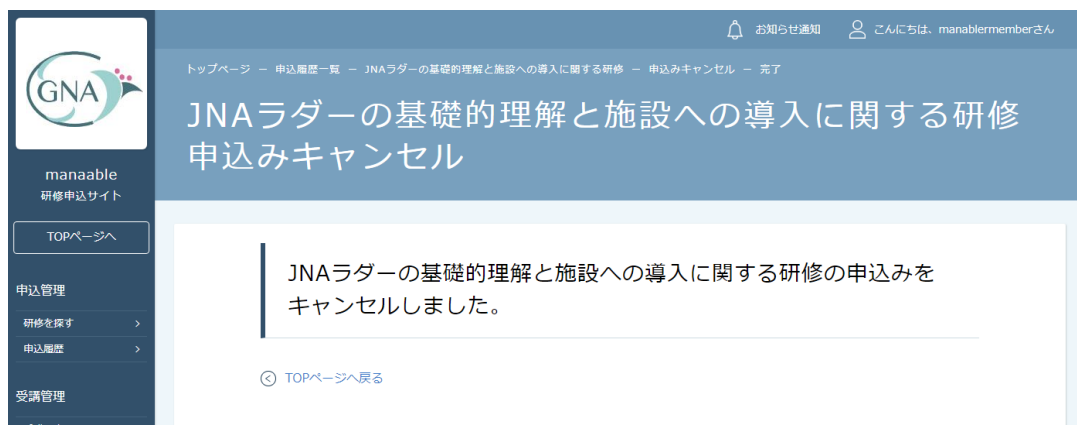 お知らせ通知
こんにちは、manablermemberさん
GNA
トップページ － 申込履歴一覧 － JNAラダーの基礎的理解と施設への導入に関する研修 － 申込みキャンセル － 完了
JNAラダーの基礎的理解と施設への導入に関する研修
申込みキャンセル
manaable
研修申込サイト
TOPページへ
申込管理
研修を探す
申込履歴
受講管理
JNAラダーの基礎的理解と施設への導入に関する研修の申込みを
キャンセルしました。
TOPページへ戻る